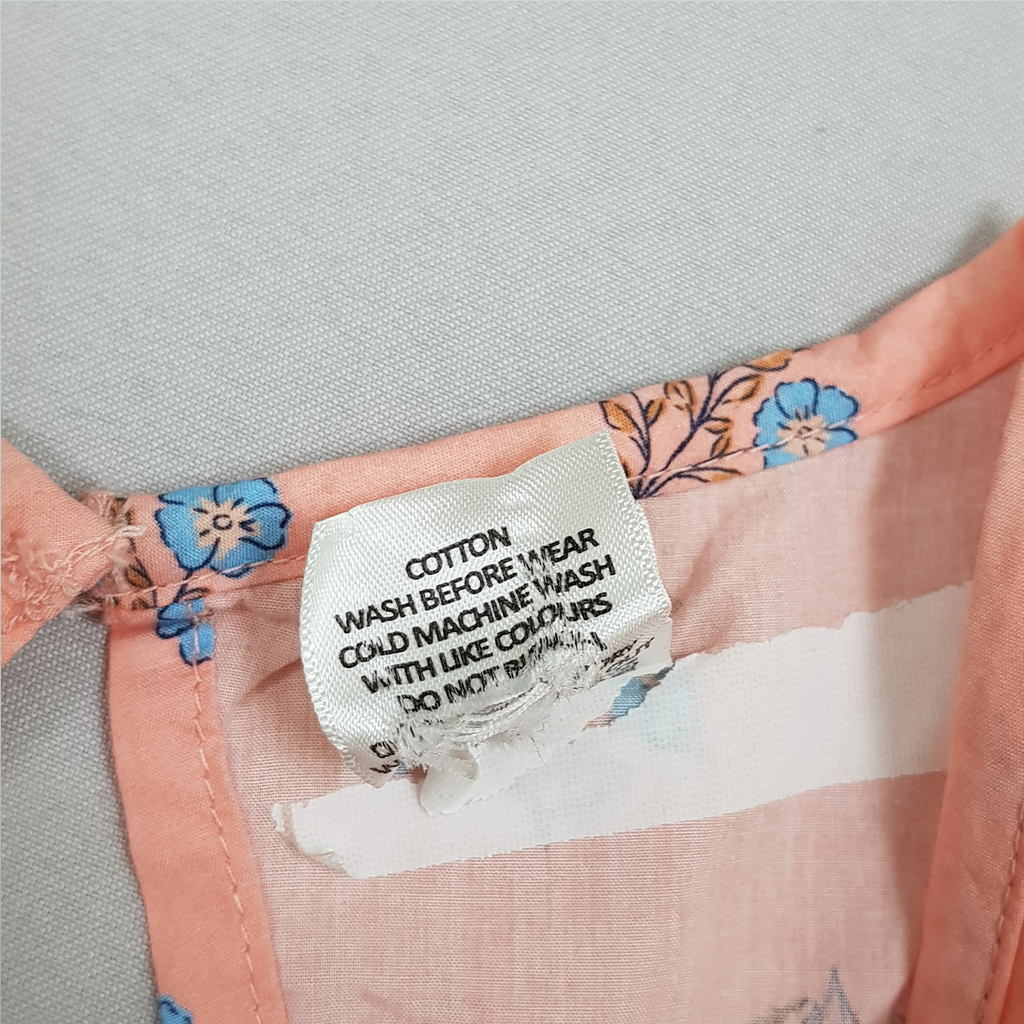 COTTON
WASH BEFORE WEAR
COLD MACHINE WASH
WITH LIKE COLOURS
DO NOT